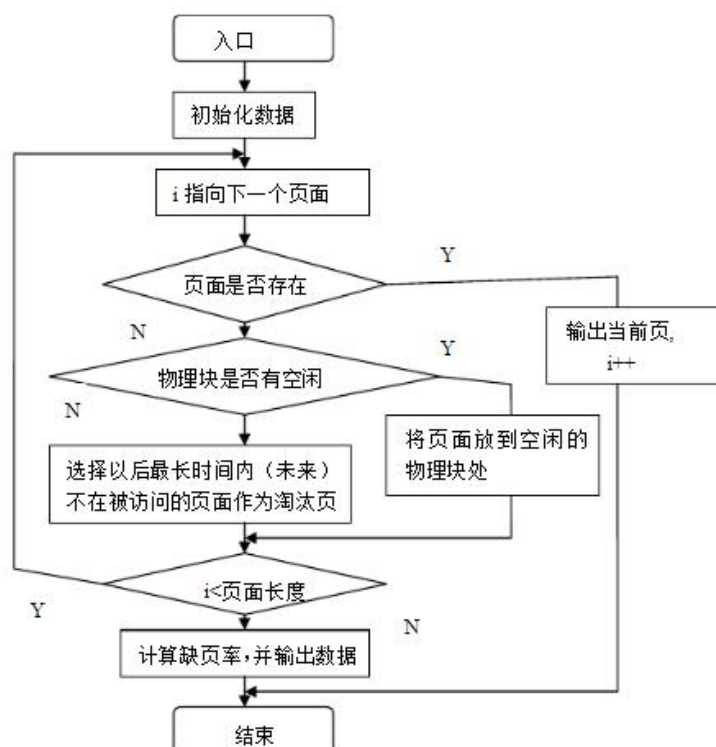 入口
初始化数据
i 指向下一个页面
Y
页面是否存在
N
输出当前页,
i++
Y
物理块是否有空闲
N
将页面放到空闲的
物理块处
选择以后最长时间内（未来）
不在被访问的页面作为淘汰页
i<页面长度
Y
N
计算缺页率,并输出数据
结束